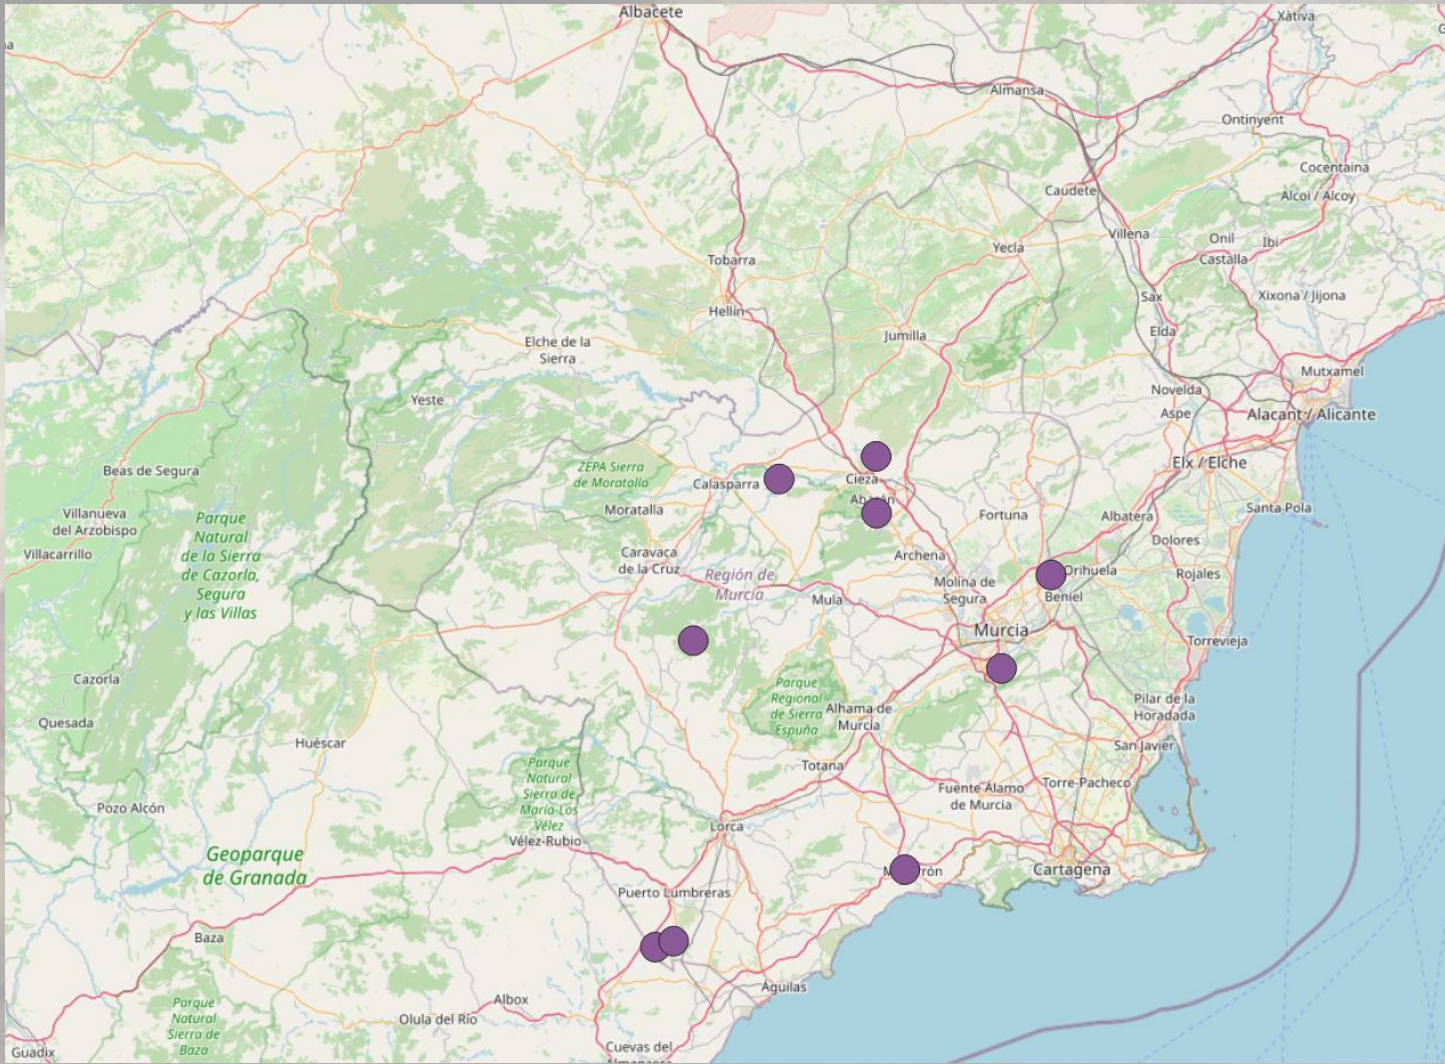 Albacete
Xàtiva
Almansa
Ontinyent
Cocentaina
Alcoi / Alcoy
Caudete
Villena
Onil
Ibi
Castalla
Yecla
Tobarra
Sax
Xixona / Jijona
Hellín
Elda
Jumilla
Elche de la
Sierra
Mutxamel
Novelda
Yeste
Aspe
Alacant / Alicante
Beas de Segura
ZEPA Sierra
de Moratalla
Calasparra
Cieza
Elx / Elche
Moratalla
Santa Pola
Villanueva
del Arzobispo
Fortuna
Albatera
Parque
Natural
de la Sierra
de Cazorla,
Segura
y las Villas
Villacarrillo
Dolores
Caravaca
de la Cruz
Archena
Orihuela
Rojales
Región de
Murcia
Molina de
Segura
Beniel
Mula
Murcia
Torrevieja
Cazorla
Parque
Regional
de Sierra
Espuña
Pilar de la
Horadada
Quesada
Alhama de
Murcia
Huéscar
San Javier
Parque
Natural
Sierra de
María-Los
Vélez
Totana
Torre-Pacheco
Fuente Álamo
de Murcia
Pozo Alcón
Lorca
Vélez-Rubio
Geoparque
de Granada
Cartagena
Puerto Lumbreras
Baza
Águilas
Albox
Parque
Natural
Sierra de
Baza
Olula del Río
Guadix
Cuevas del